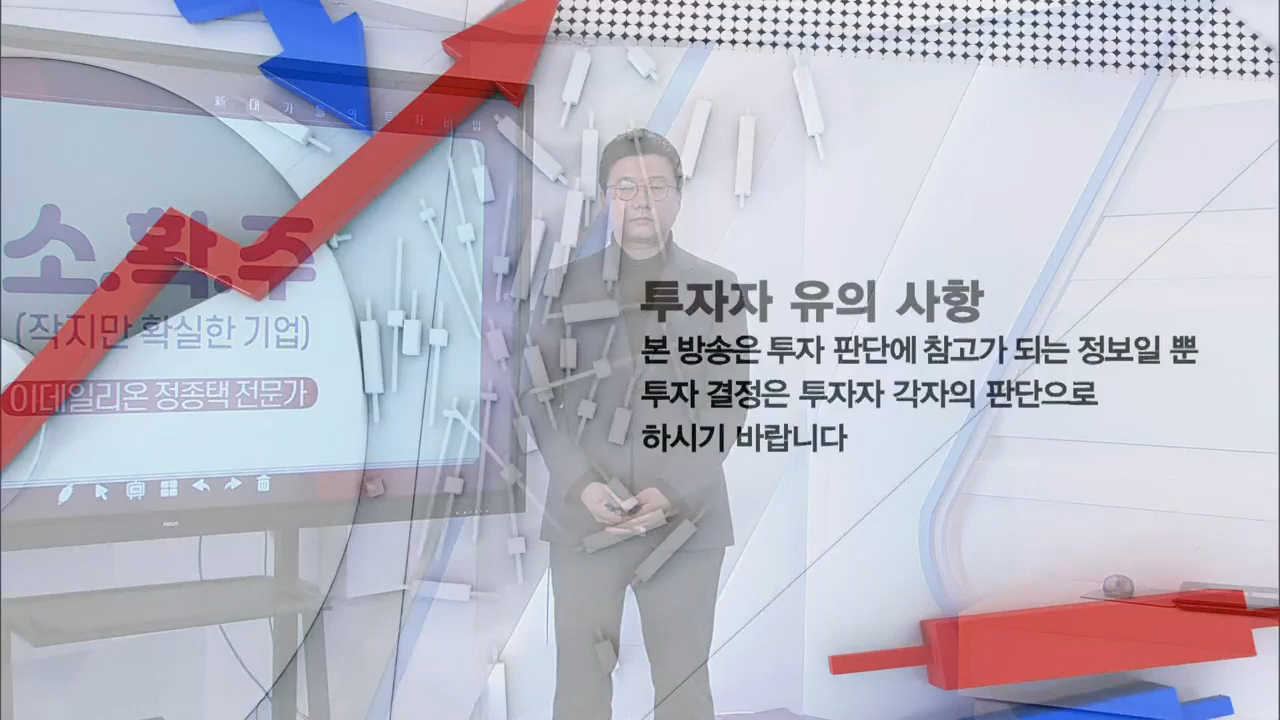 新 대 가 들 의 투 자 비 법
소.확.주
(작지만 확실한 기업)
이데일리온 정종택 전문가
투자자 유의 사항
본 방송은 투자 판단에 참고가 되는 정보일 뿐
투자 결정은 투자자 각자의 판단으로
하시기 바랍니다